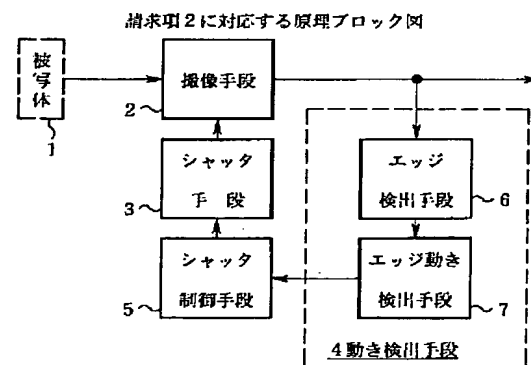 請求項2に対応する原理ブロック図
被写体
1
撮像手段
2
シャッタ
手段
3
エッジ
検出手段
6
シャッタ
制御手段
5
エッジ動き
検出手段
7
4動き検出手段